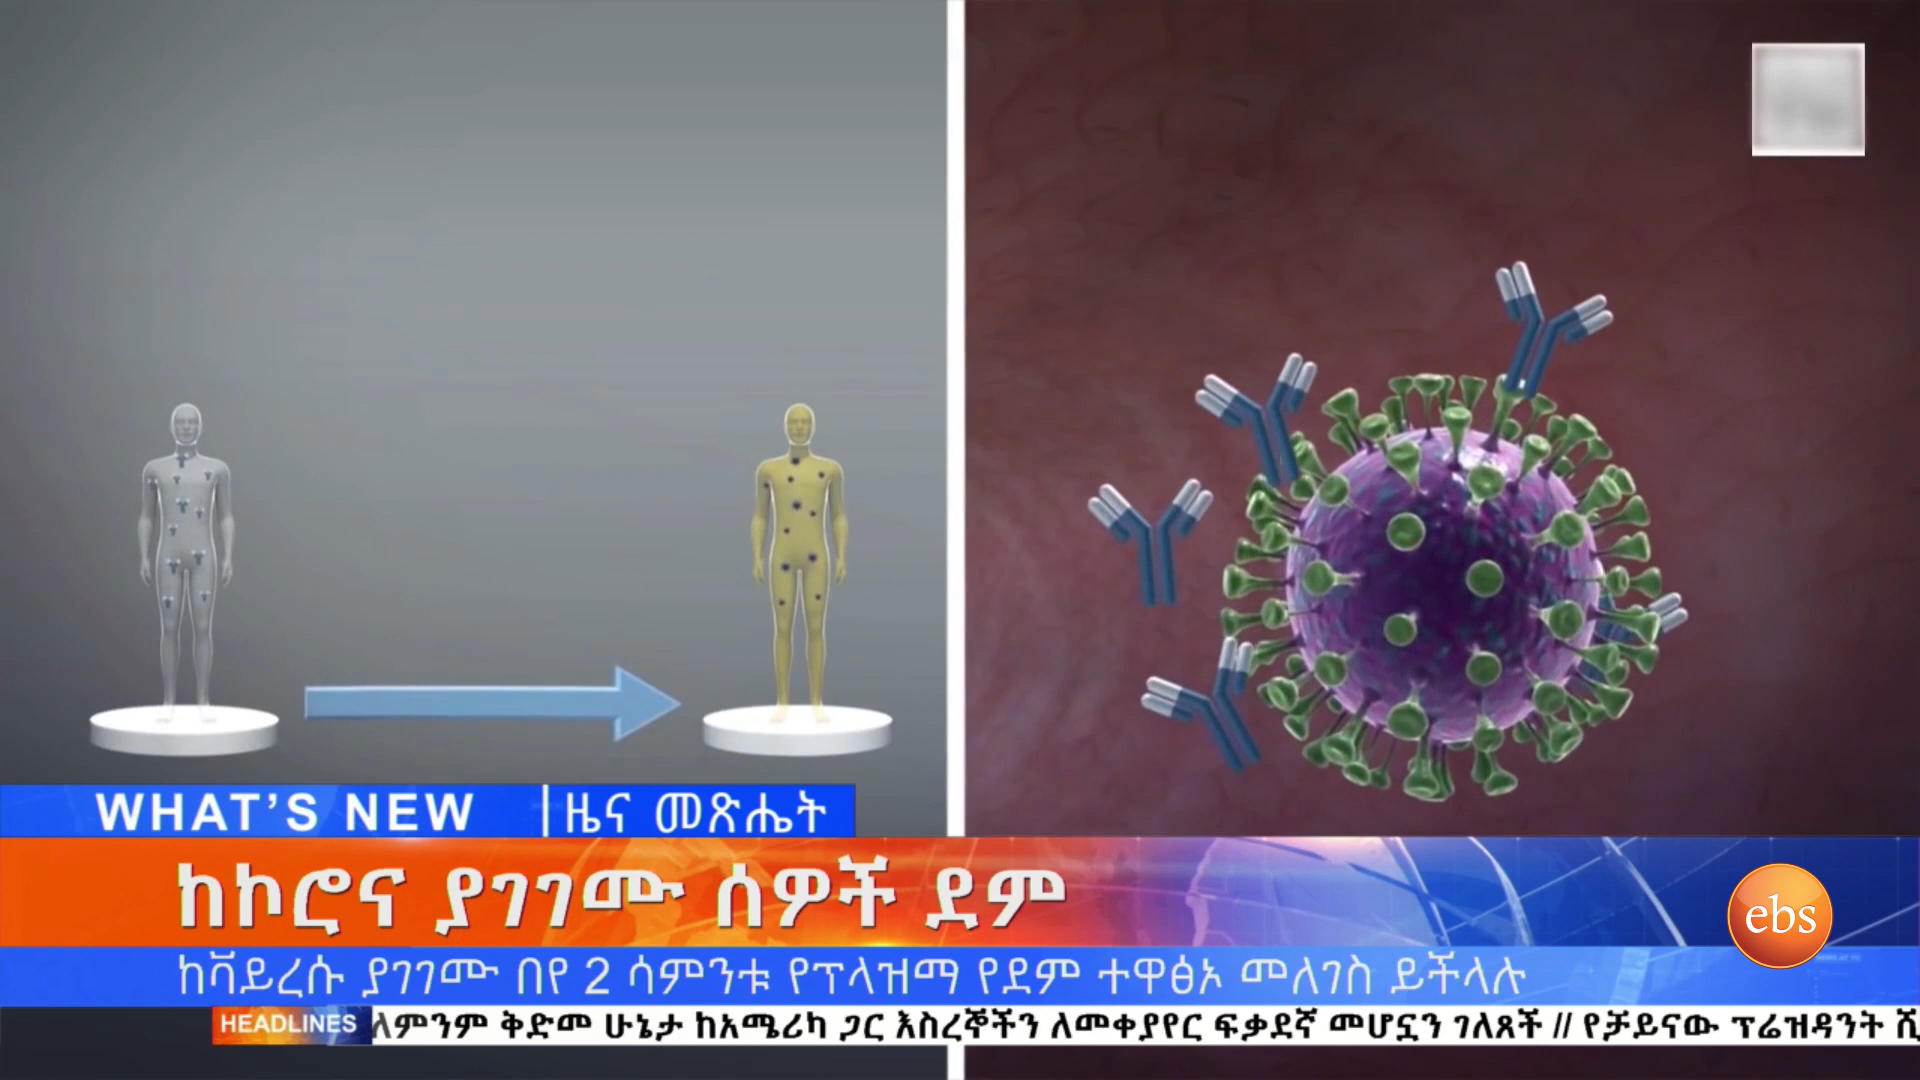 WHAT'S NEW | ዜና መጽሔት
ከኮሮና ያገገሙ ሰዎች ደም
ebs
ከቫይረሱ ያገገሙ በየ 2 ሳምንቱ የፕላዝማ የደም ተዋፅኦ መለገስ ይችላሉ
HEADLINES ለምንም ቅድመ ሁኔታ ከአሜሪካ ጋር እስረኞችን ለመቀያየር ፍቃደኛ መሆኗን ገለጸች // የቻይናው ፕሬዝዳንት ሺ